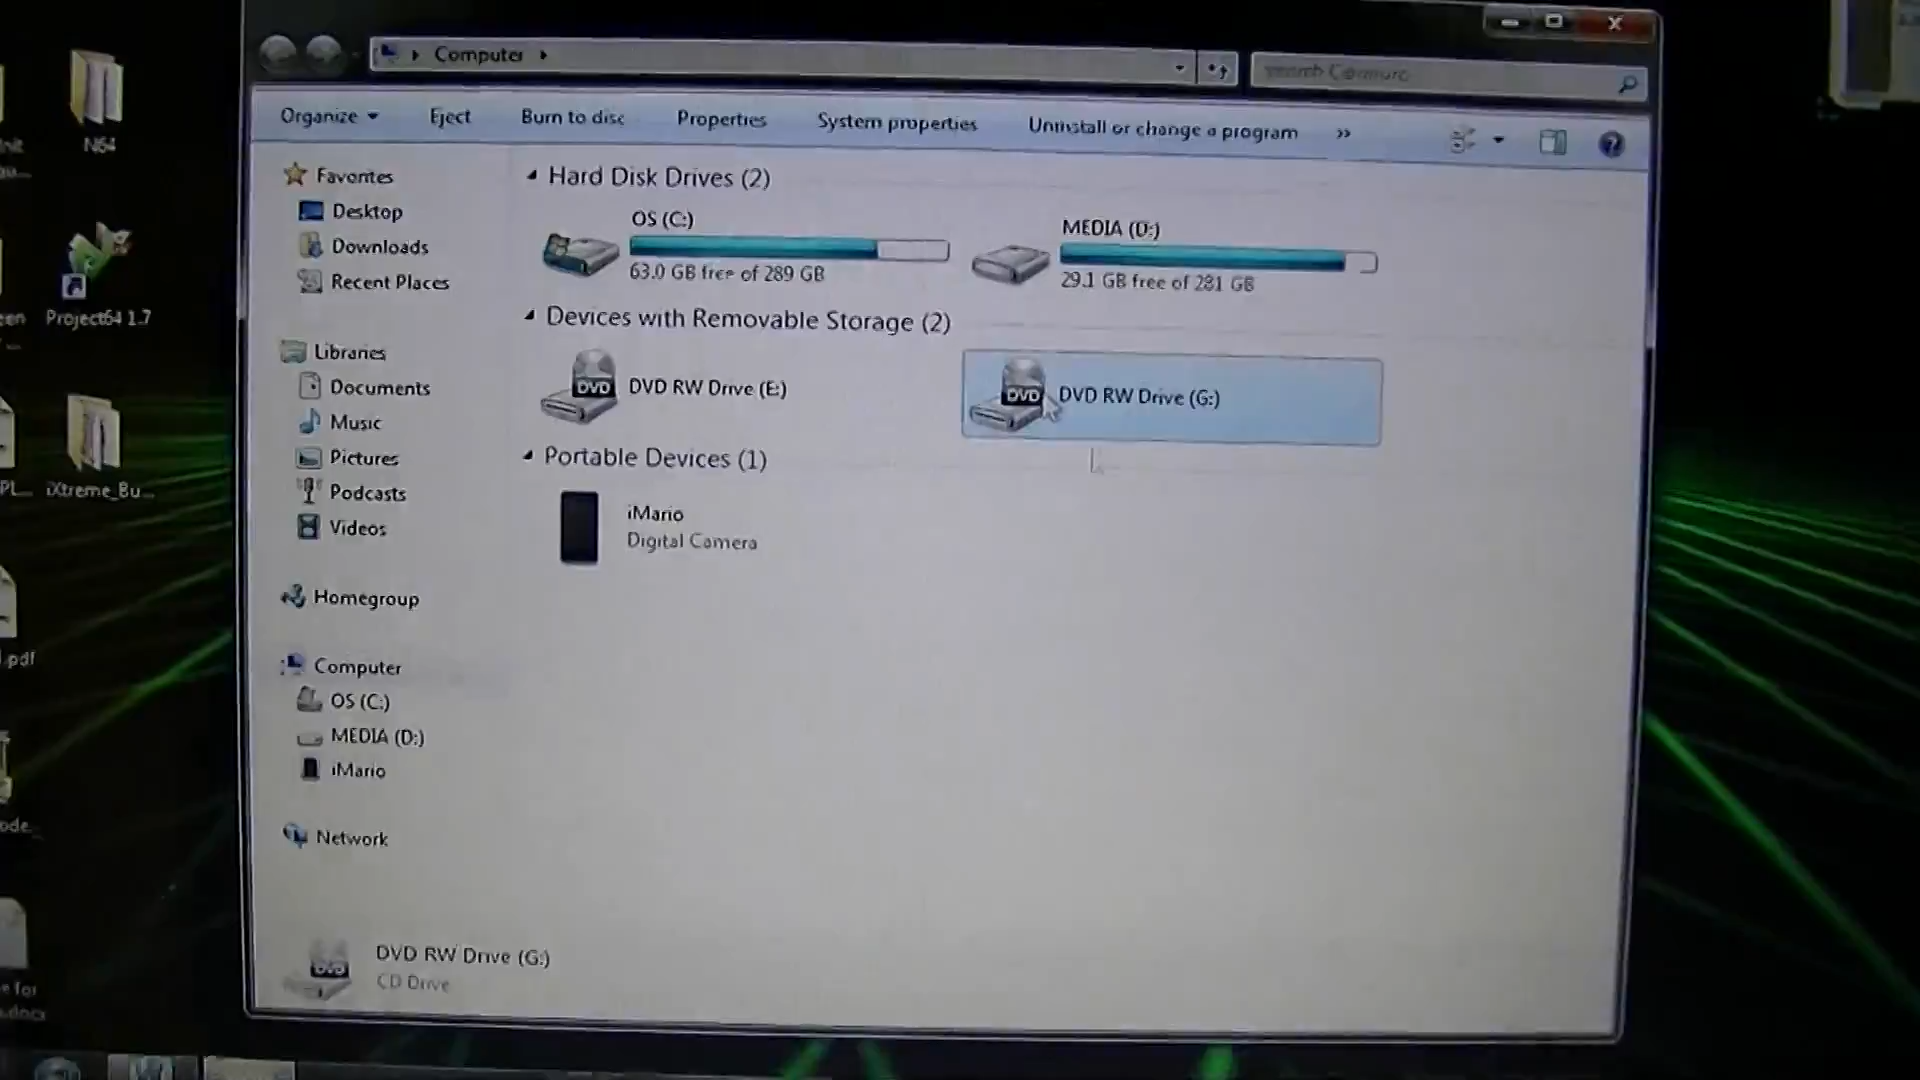 Computer
Organize
Eject
Burn to disc
Properties
System properties
Uninstall or change a program
»
Favorites
Desktop
Downloads
Recent Places
Libraries
Documents
Music
Pictures
Podcasts
Videos
Homegroup
Computer
OS (C:)
MEDIA (D:)
iMario
Network
Hard Disk Drives (2)
OS (C:)
63.0 GB free of 289 GB
MEDIA (D:)
29.1 GB free of 281 GB
Devices with Removable Storage (2)
DVD RW Drive (E:)
DVD RW Drive (G:)
Portable Devices (1)
iMario
Digital Camera
DVD RW Drive (G:)
CD Drive
N64
Project64 1.7
iXtreme_Bu...
.pdf